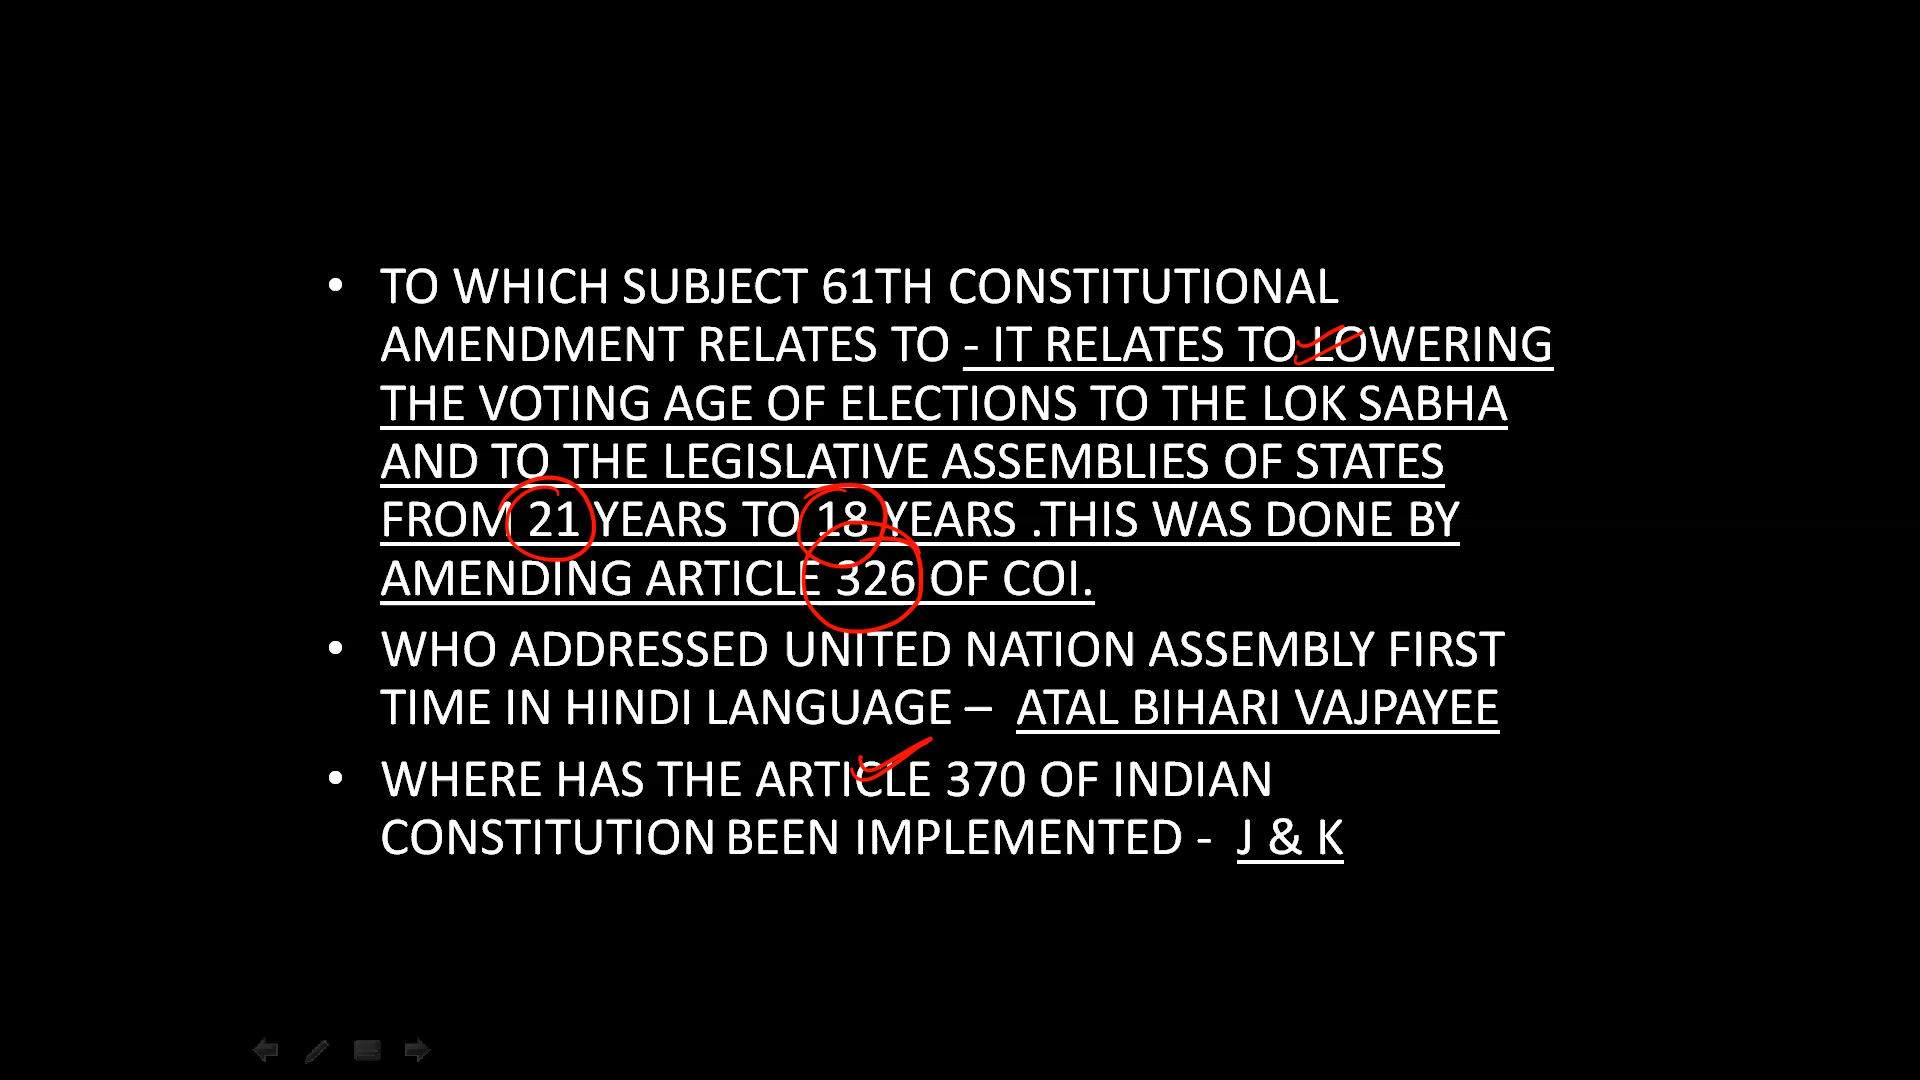 • TO WHICH SUBJECT 61TH CONSTITUTIONAL
AMENDMENT RELATES TO - IT RELATES TO LOWERING
THE VOTING AGE OF ELECTIONS TO THE LOK SABHA
AND TO THE LEGISLATIVE ASSEMBLIES OF STATES
FROM 21 YEARS TO 18 YEARS .THIS WAS DONE BY
AMENDING ARTICLE 326 OF COI.
• WHO ADDRESSED UNITED NATION ASSEMBLY FIRST
TIME IN HINDI LANGUAGE – ATAL BIHARI VAJPAYEE
• WHERE HAS THE ARTICLE 370 OF INDIAN
CONSTITUTION BEEN IMPLEMENTED - J & K